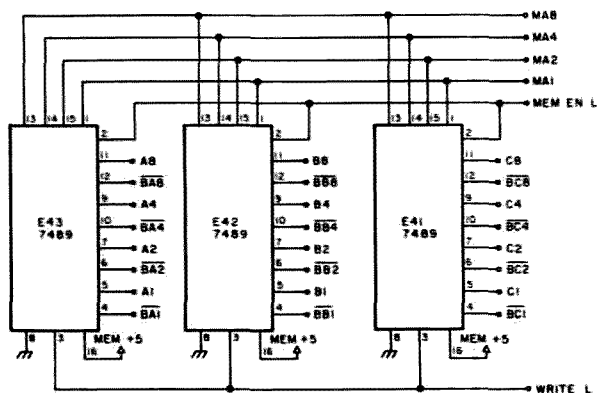 MA8
MA4
MA2
MA1
13 14 15 1
13 14 15 1
13 14 15 1
MEM EN L
2
2
2
11 A8
11 B8
11 C8
12 BA8
12 BB8
12 BC8
9 A4
9 B4
9 C4
E43
7489
E42
7489
E41
7489
10 BA4
10 BB4
10 BC4
7 A2
7 B2
7 C2
6 BA2
6 BB2
6 BC2
5 A1
5 B1
5 C1
4 BA1
4 BB1
4 BC1
8 3 16 MEM +5
8 3 16 MEM +5
8 3 16 MEM +5
WRITE L